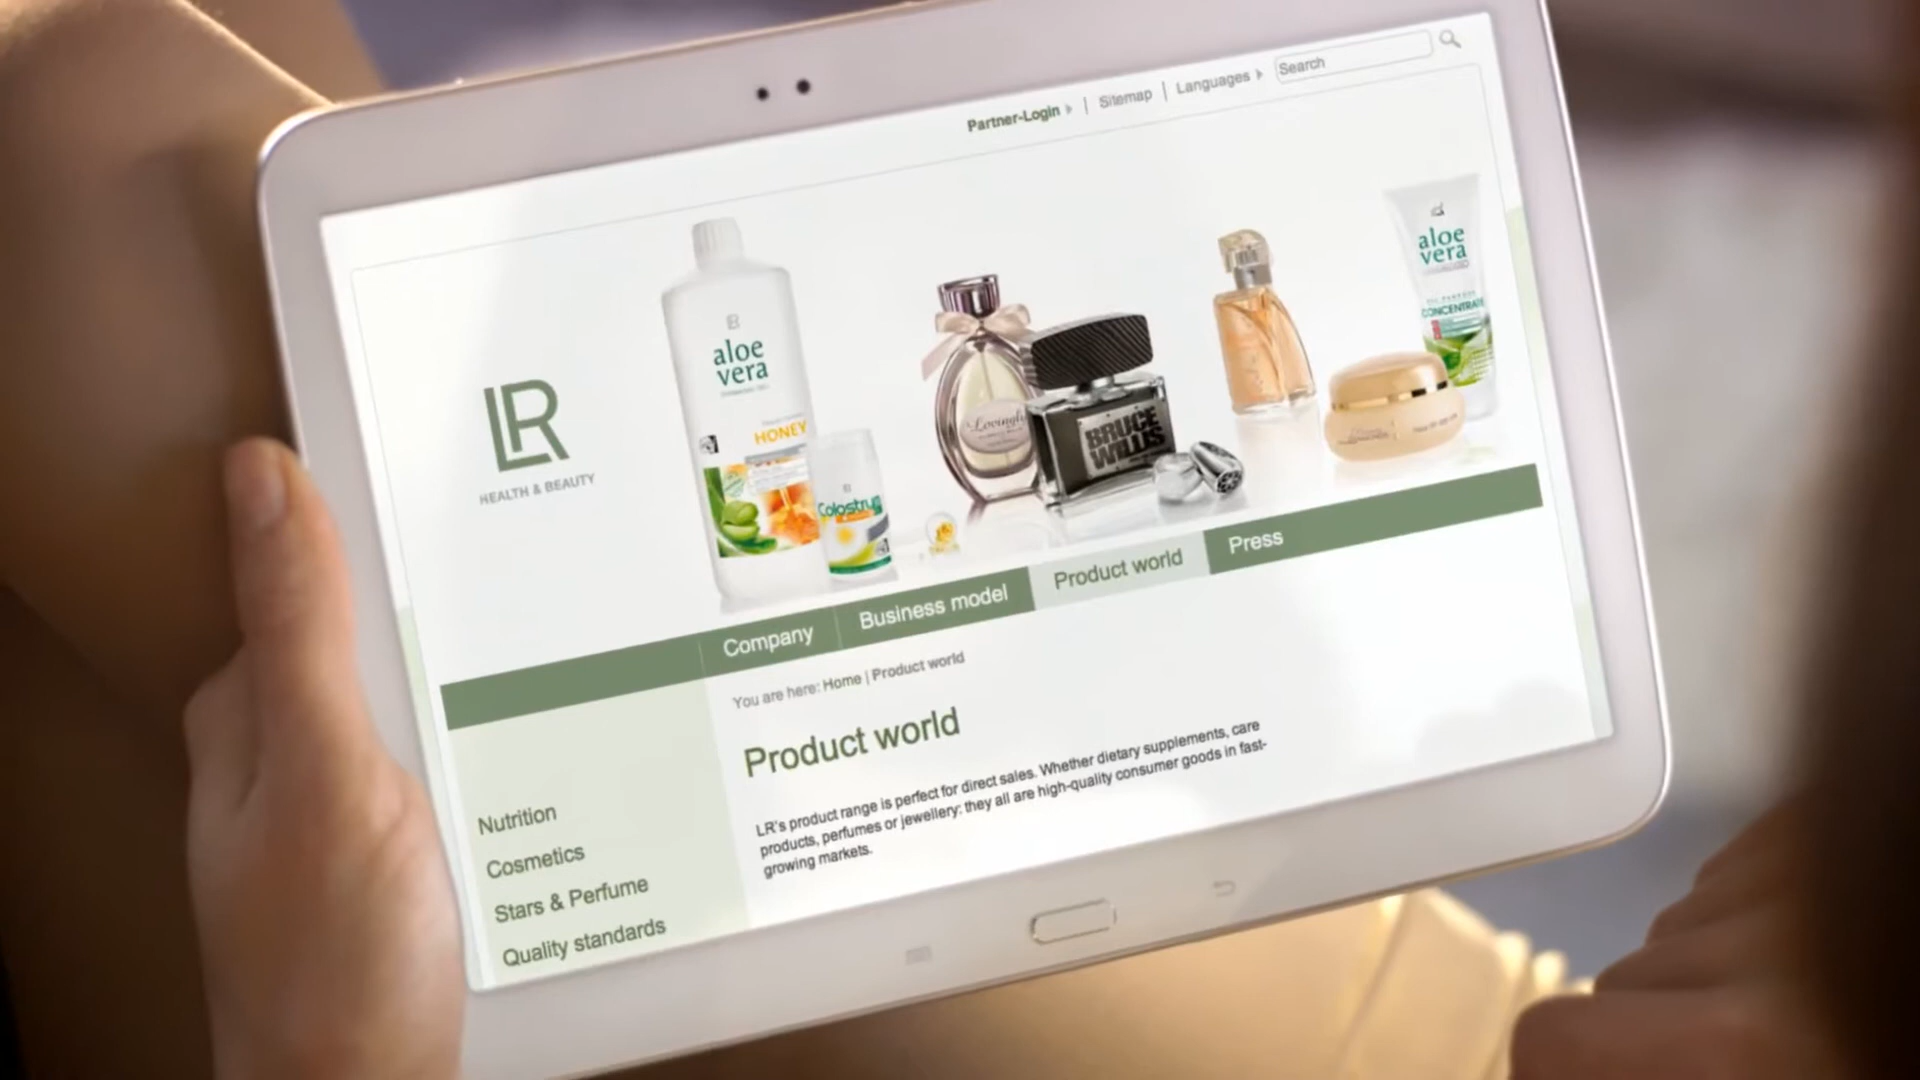 Partner-Login | Sitemap | Languages Search
LR
HEALTH & BEAUTY
LR
aloe
vera
HONEY
Colostrum
Lovingly
BRUCE
WILLIS
aloe
vera
CONCENTRATE
Company
Business model
Product world
Press
You are here: Home | Product world
Product world
LR's product range is perfect for direct sales. Whether dietary supplements, care
products, perfumes or jewellery: they all are high-quality consumer goods in fast-
growing markets.
Nutrition
Cosmetics
Stars & Perfume
Quality standards